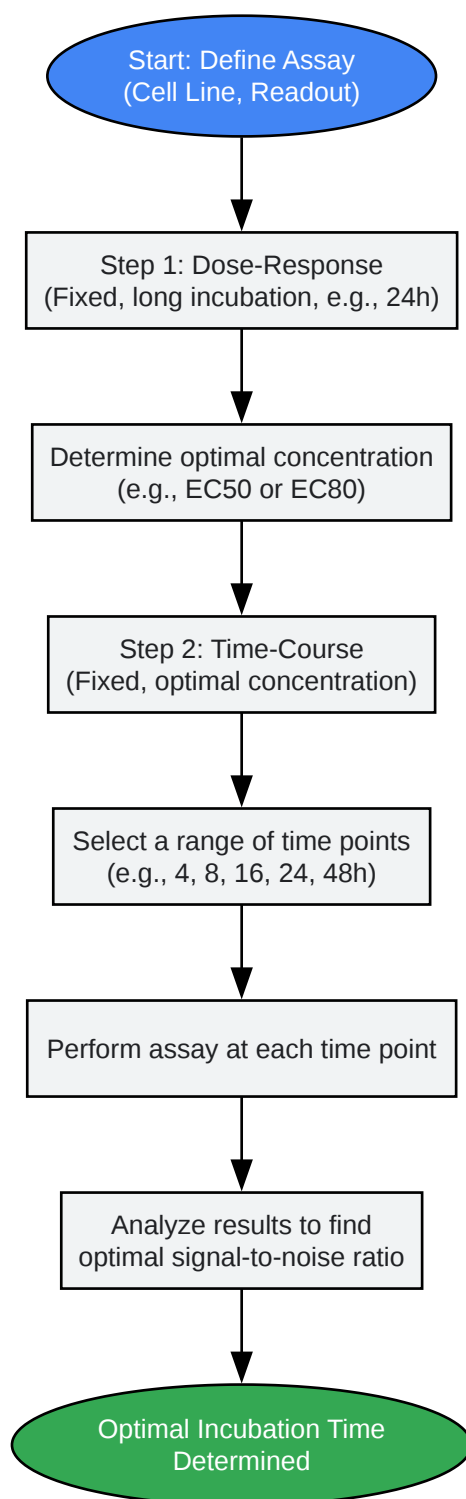 Start: Define Assay
(Cell Line, Readout)
Step 1: Dose-Response
(Fixed, long incubation, e.g., 24h)
Determine optimal concentration
(e.g., EC50 or EC80)
Step 2: Time-Course
(Fixed, optimal concentration)
Select a range of time points
(e.g., 4, 8, 16, 24, 48h)
Perform assay at each time point
Analyze results to find
optimal signal-to-noise ratio
Optimal Incubation Time
Determined